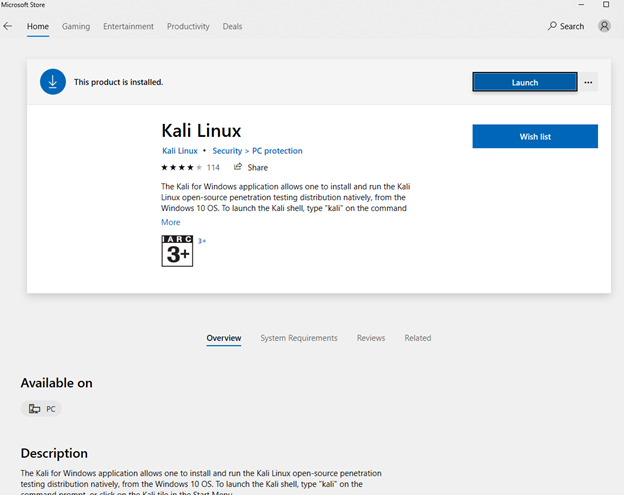 Microsoft Store
Home Gaming Entertainment Productivity Deals Search
This product is installed. Launch ...
Kali Linux
Wish list
Kali Linux • Security > PC protection
114 Share
The Kali for Windows application allows one to install and run the Kali
Linux open-source penetration testing distribution natively, from the
Windows 10 OS. To launch the Kali shell, type "kali" on the command
More
IARC
3+
3+
Overview System Requirements Reviews Related
Available on
PC
Description
The Kali for Windows application allows one to install and run the Kali Linux open-source penetration
testing distribution natively, from the Windows 10 OS. To launch the Kali shell, type "kali" on the
command prompt, or click on the Kali tile in the Start Menu.